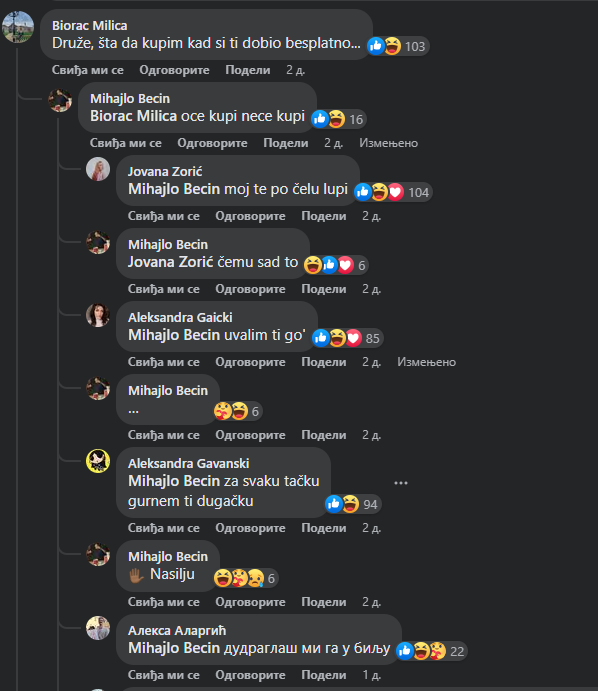 Biorac Milica
Druže, šta da kupim kad si ti dobio besplatno...
103
Свиђа ми се Одговорите Подели 2 д.
Mihajlo Becin
Biorac Milica oce kupi nece kupi
16
Свиђа ми се Одговорите Подели 2 д. Измењено
Jovana Zorić
Mihajlo Becin moj te po čelu lupi
104
Свиђа ми се Одговорите Подели 2 д.
Mihajlo Becin
Jovana Zorić čemu sad to
6
Свиђа ми се Одговорите Подели 2 д.
Aleksandra Gaicki
Mihajlo Becin uvalim ti go'
85
Свиђа ми се Одговорите Подели 2 д. Измењено
Mihajlo Becin
...
6
Свиђа ми се Одговорите Подели 2 д.
Aleksandra Gavanski
Mihajlo Becin za svaku tačku
gurnem ti dugačku
94
Свиђа ми се Одговорите Подели 2 д.
Mihajlo Becin
🤚🏾 Nasilju
6
Свиђа ми се Одговорите Подели 2 д.
Алекса Аларгић
Mihajlo Becin дудраглаш ми га у биљу
22
Свиђа ми се Одговорите Подели 1 д.